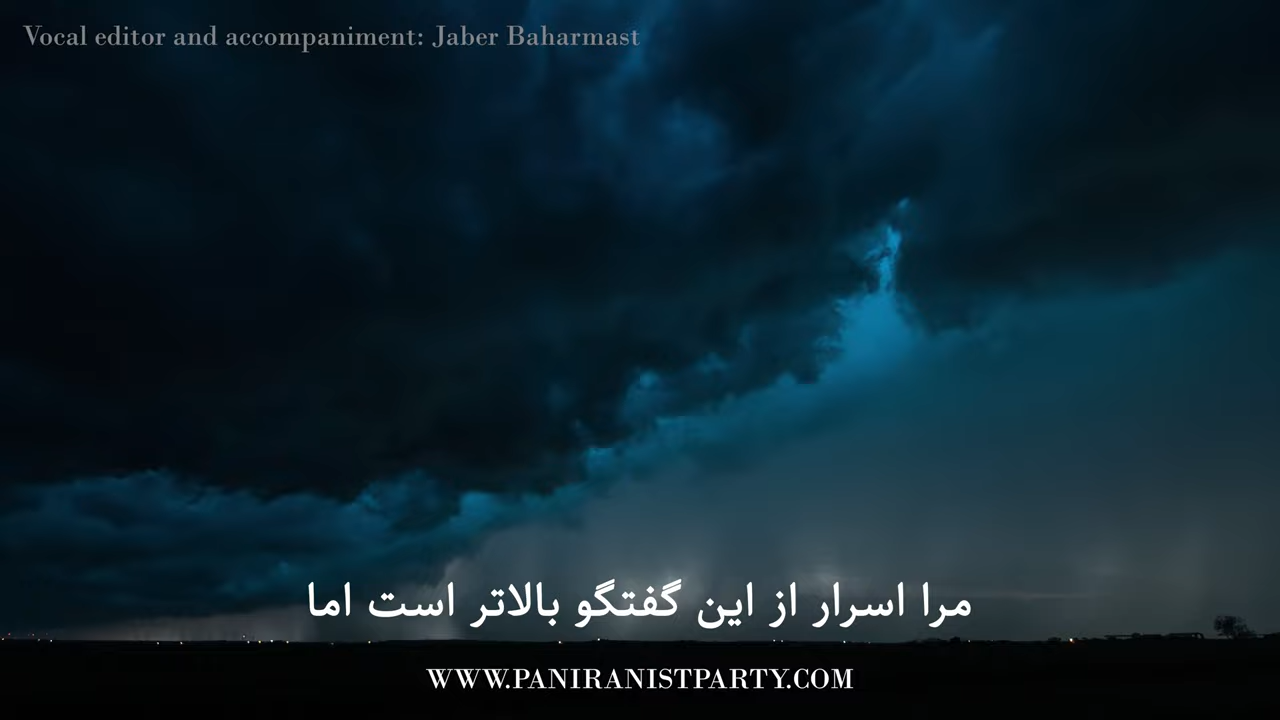 Vocal editor and accompaniment: Jaber Baharmast
مرا اسرار از این گفتگو بالاتر است اما
WWW.PANIRANISTPARTY.COM